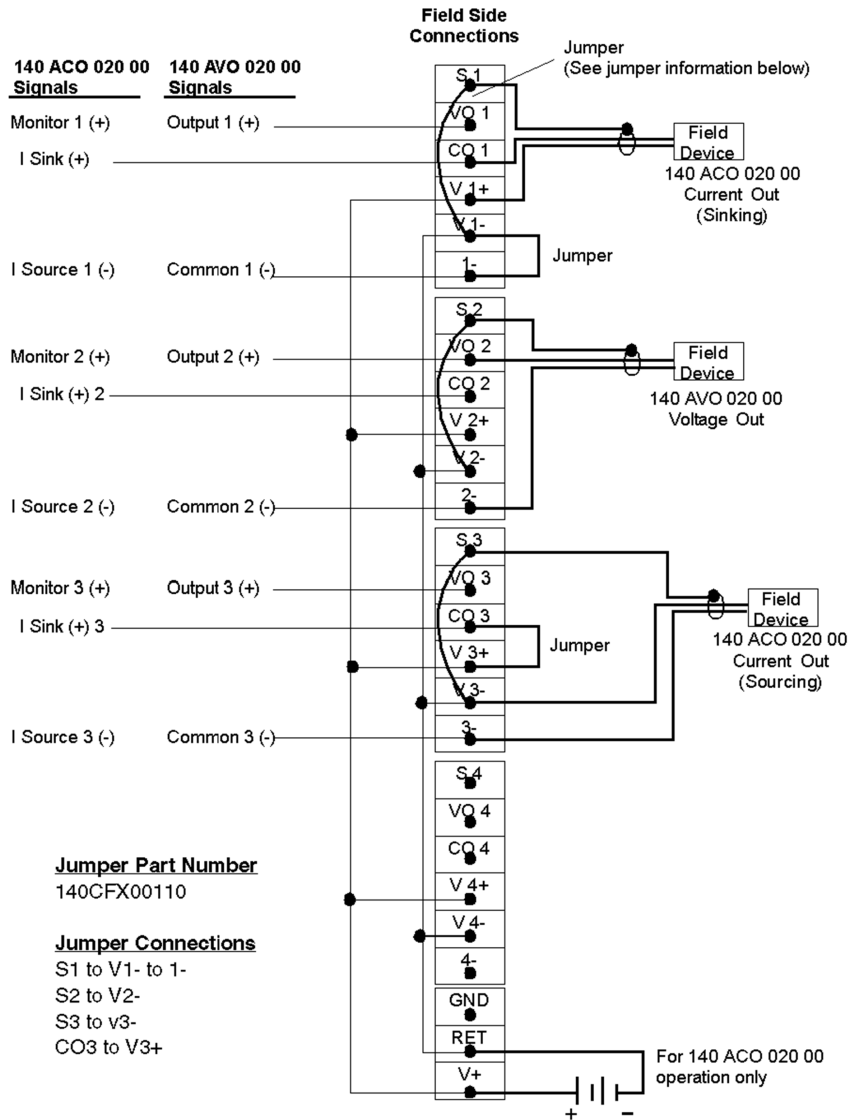 Field Side
Connections
140 ACO 020 00
Signals
140 AVO 020 00
Signals
Jumper
(See jumper information below)
S 1
Monitor 1 (+)
Output 1 (+)
VO 1
I Sink (+)
CO 1
V 1+
V 1-
I Source 1 (-)
Common 1 (-)
1-
Jumper
Field
Device
140 ACO 020 00
Current Out
(Sinking)
S 2
Monitor 2 (+)
Output 2 (+)
VO 2
I Sink (+) 2
CO 2
V 2+
V 2-
I Source 2 (-)
Common 2 (-)
2-
Field
Device
140 AVO 020 00
Voltage Out
S 3
Monitor 3 (+)
Output 3 (+)
VO 3
I Sink (+) 3
CO 3
V 3+
Jumper
V 3-
I Source 3 (-)
Common 3 (-)
3-
Field
Device
140 ACO 020 00
Current Out
(Sourcing)
S 4
VO 4
CO 4
V 4+
V 4-
4-
GND
RET
V+
Jumper Part Number
140CFX00110
Jumper Connections
S1 to V1- to 1-
S2 to V2-
S3 to v3-
CO3 to V3+
For 140 ACO 020 00
operation only
+ −